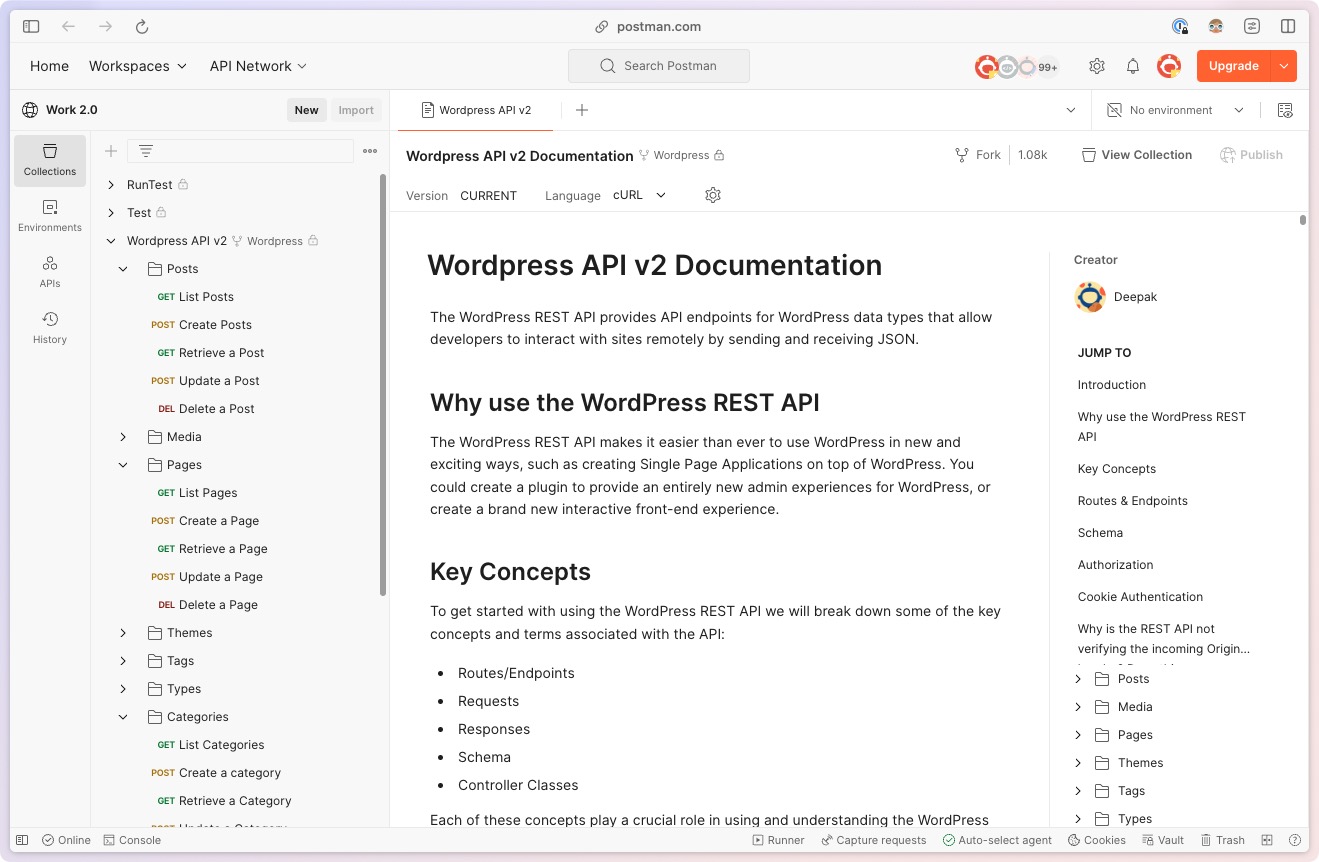 postman.com
Home Workspaces API Network Search Postman 99+ Upgrade
Work 2.0 New Import Wordpress API v2 No environment
Collections
Environments
APIs
History
RunTest
Test
Wordpress API v2 Wordpress
Posts
GET List Posts
POST Create Posts
GET Retrieve a Post
POST Update a Post
DEL Delete a Post
Media
Pages
GET List Pages
POST Create a Page
GET Retrieve a Page
POST Update a Page
DEL Delete a Page
Themes
Tags
Types
Categories
GET List Categories
POST Create a category
GET Retrieve a Category
Wordpress API v2 Documentation Wordpress Fork 1.08k View Collection Publish
Version CURRENT Language cURL
Wordpress API v2 Documentation
The WordPress REST API provides API endpoints for WordPress data types that allow
developers to interact with sites remotely by sending and receiving JSON.
Why use the WordPress REST API
The WordPress REST API makes it easier than ever to use WordPress in new and
exciting ways, such as creating Single Page Applications on top of WordPress. You
could create a plugin to provide an entirely new admin experiences for WordPress, or
create a brand new interactive front-end experience.
Key Concepts
To get started with using the WordPress REST API we will break down some of the key
concepts and terms associated with the API:
• Routes/Endpoints
• Requests
• Responses
• Schema
• Controller Classes
Each of these concepts play a crucial role in using and understanding the WordPress
Creator
Deepak
JUMP TO
Introduction
Why use the WordPress REST
API
Key Concepts
Routes & Endpoints
Schema
Authorization
Cookie Authentication
Why is the REST API not
verifying the incoming Origin...
Posts
Media
Pages
Themes
Tags
Types
Online Console Runner Capture requests Auto-select agent Cookies Vault Trash